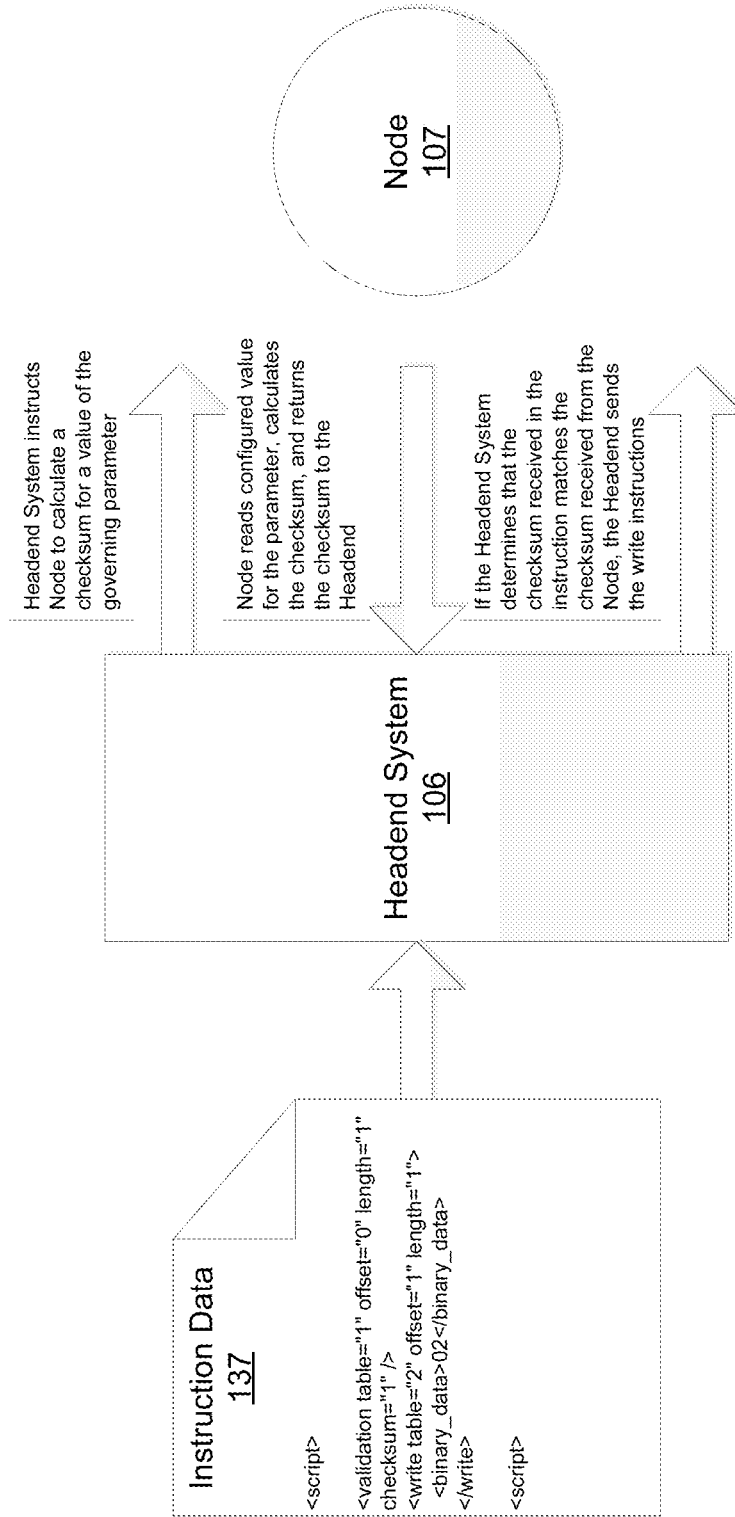 Instruction Data
137
<script>
<validation table="1" offset="0" length="1"
checksum="1" />
<write table="2" offset="1" length="1">
<binary_data>02</binary_data>
</write>
<script>
Headend System
106
Headend System instructs
Node to calculate a
checksum for a value of the
governing parameter
Node reads configured value
for the parameter, calculates
the checksum, and returns
the checksum to the
Headend
If the Headend System
determines that the
checksum received in the
instruction matches the
checksum received from the
Node, the Headend sends
the write instructions
Node
107